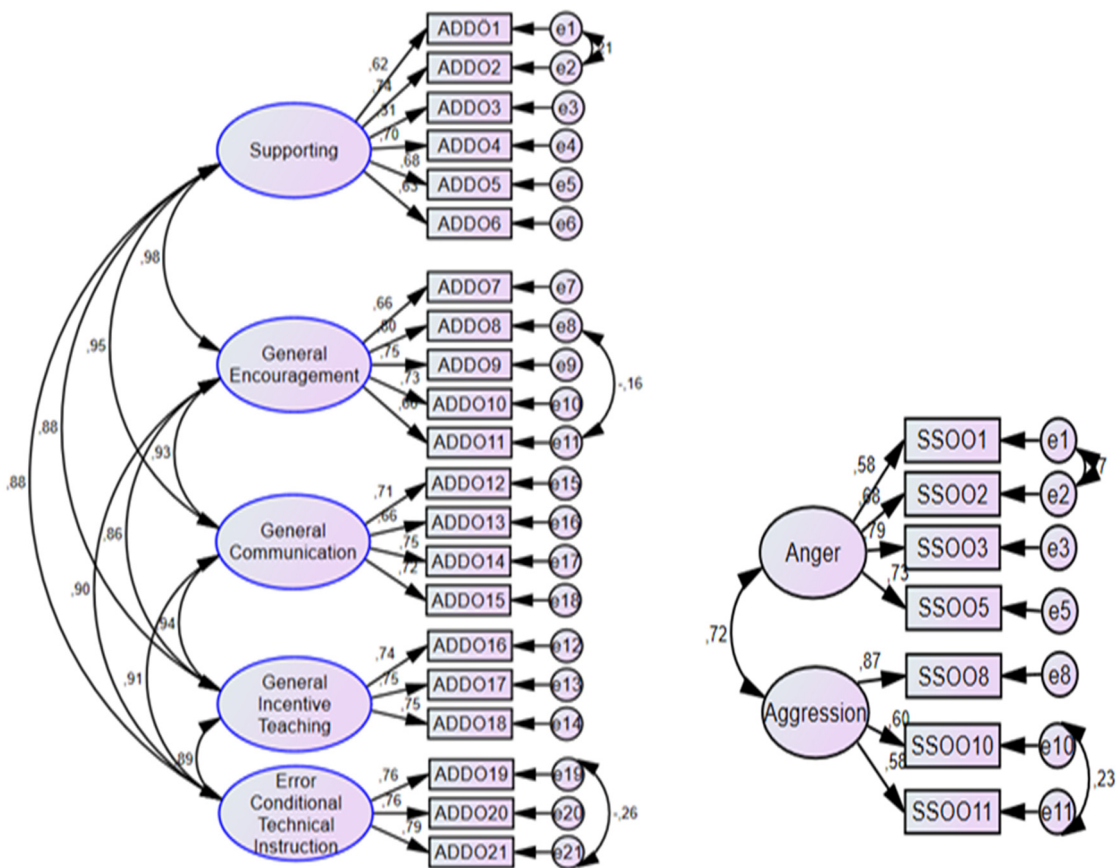 ADDO1
e1
,62
ADDO2
e2
,74
ADDO3
e3
,31
ADDO4
e4
,70
Supporting
ADDO5
e5
,68
ADDO6
e6
,63
,98
ADDO7
e7
,66
ADDO8
e8
,80
General
Encouragement
ADDO9
e9
,75
ADDO10
e10
,73
-,16
ADDO11
e11
,95
,88
,88
,93
ADDO12
e15
,71
General
Communication
ADDO13
e16
,66
ADDO14
e17
,75
ADDO15
e18
,72
,86
,90
,94
,91
ADDO16
e12
,74
General
Incentive
Teaching
ADDO17
e13
,75
ADDO18
e14
,75
,89
Error
Conditional
Technical
Instruction
ADDO19
e19
,76
ADDO20
e20
,76
-,26
ADDO21
e21
,79
SSOO1
e1
,58
SSOO2
e2
,68
Anger
SSOO3
e3
,79
SSOO5
e5
,73
,72
SSOO8
e8
,87
Aggression
SSOO10
e10
,60
SSOO11
e11
,58
,23